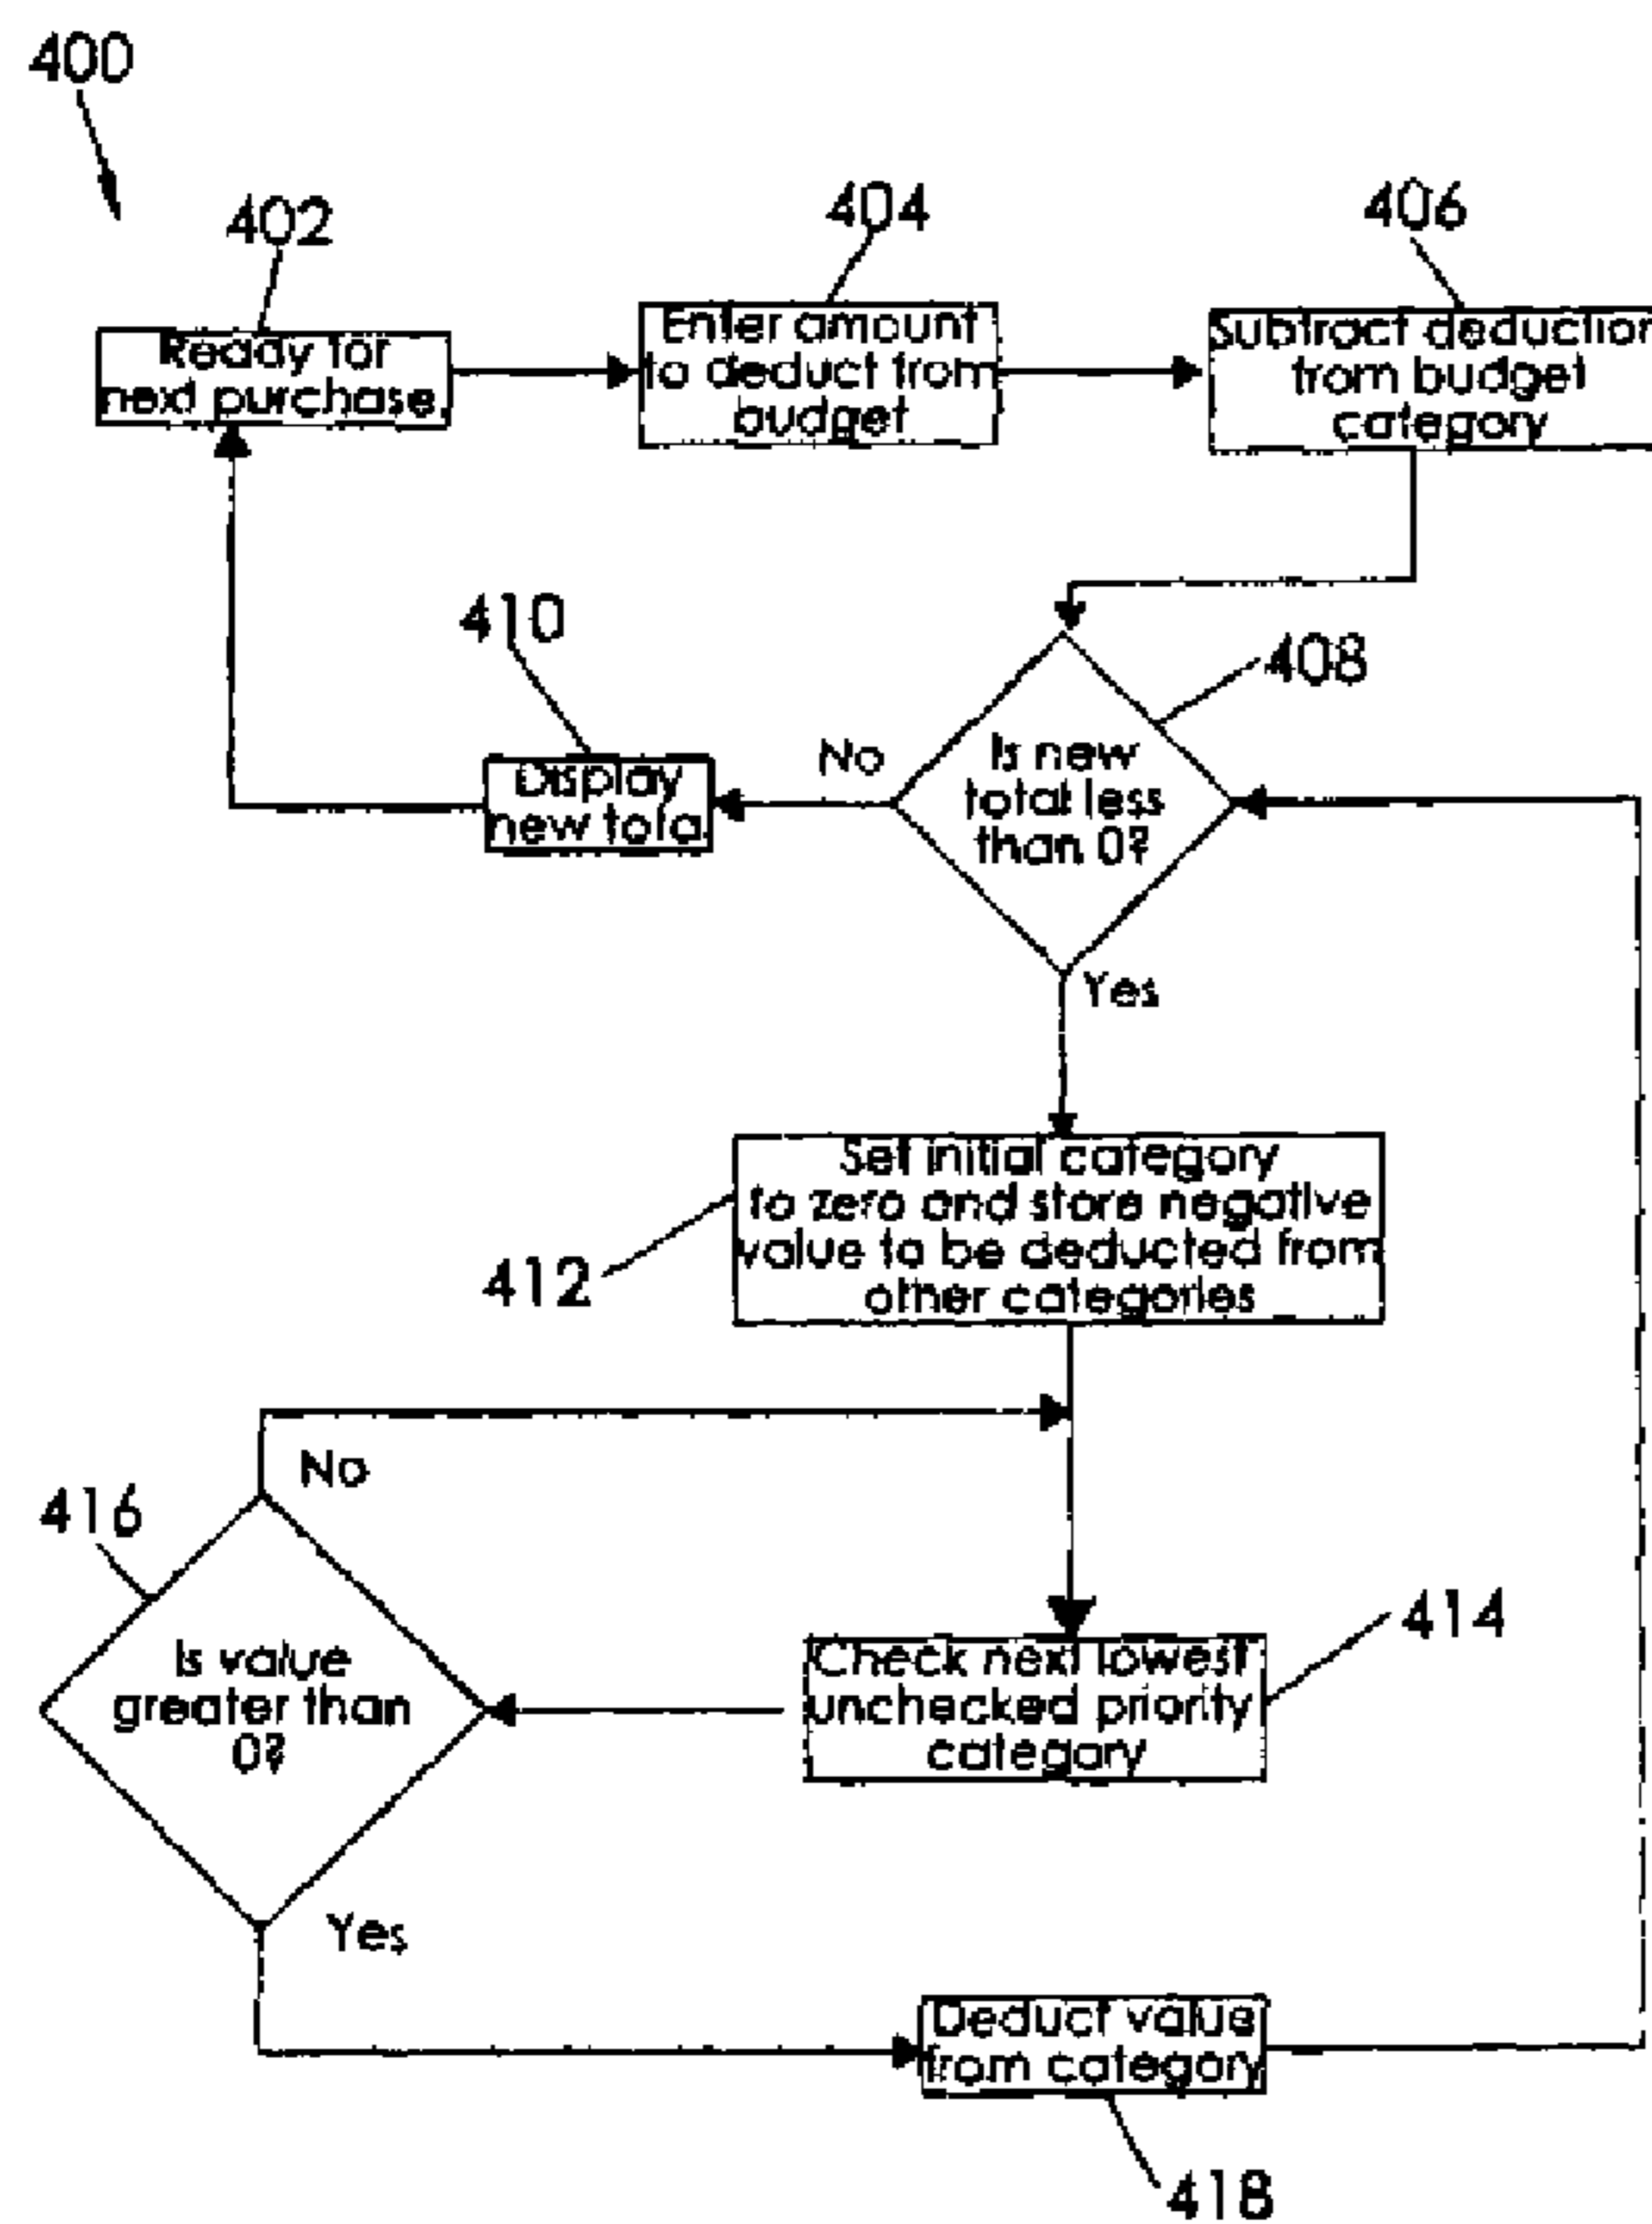 400
402
404
406
Ready for
next purchase
Enter amount
to deduct from
budget
Subtract deduction
from budget
category
410
408
Display
new tota
No
Is new
total less
than 0?
Yes
Set initial category
to zero and store negative
value to be deducted from
other categories
412
No
416
414
Is value
greater than
0?
Check next lowest
unchecked priority
category
Yes
Deduct value
from category
418